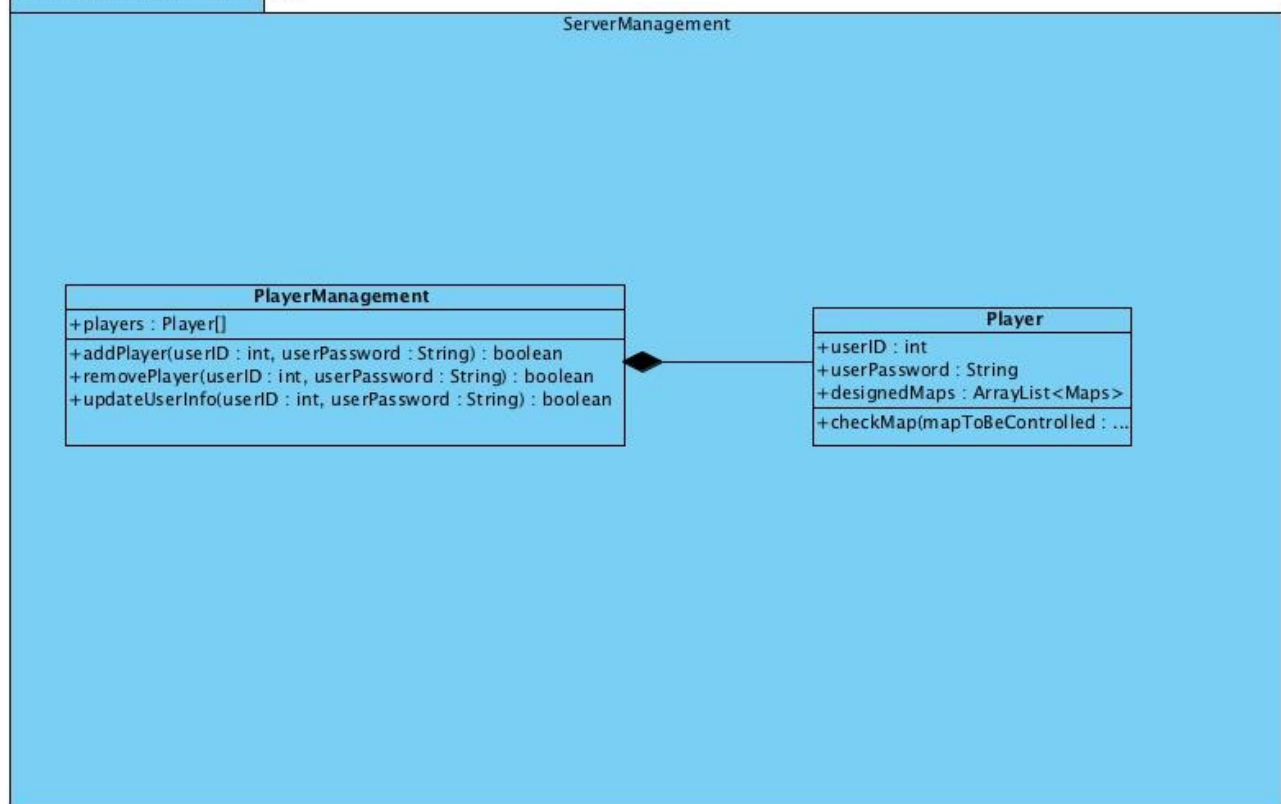 ServerManagement
PlayerManagement
+players : Player[]
+addPlayer(userID : int, userPassword : String) : boolean
+removePlayer(userID : int, userPassword : String) : boolean
+updateUserInfo(userID : int, userPassword : String) : boolean
Player
+userID : int
+userPassword : String
+designedMaps : ArrayList<Maps>
+checkMap(mapToBeControlled : ...